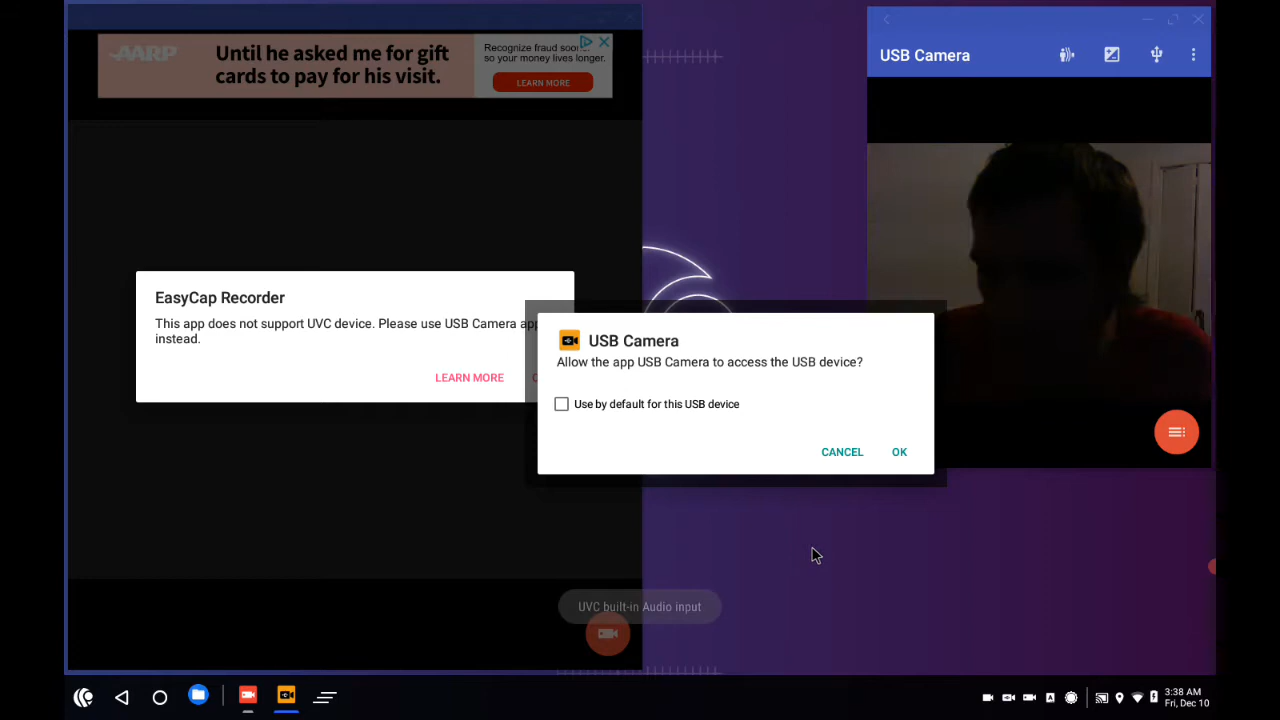 AARP
Until he asked me for gift
cards to pay for his visit.
Recognize fraud soo
so your money lives longer.
LEARN MORE
USB Camera
EasyCap Recorder
This app does not support UVC device. Please use USB Camera app
instead.
LEARN MORE
USB Camera
Allow the app USB Camera to access the USB device?
Use by default for this USB device
CANCEL OK
UVC built-in Audio input
A
3:38 AM
Fri, Dec 10